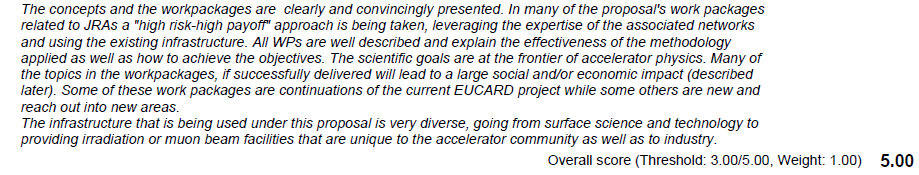 The concepts and the workpackages are clearly and convincingly presented. In many of the proposal's work packages
related to JRAs a "high risk-high payoff" approach is being taken, leveraging the expertise of the associated networks
and using the existing infrastructure. All WPs are well described and explain the effectiveness of the methodology
applied as well as how to achieve the objectives. The scientific goals are at the frontier of accelerator physics. Many of
the topics in the workpackages, if successfully delivered will lead to a large social and/or economic impact (described
later). Some of these work packages are continuations of the current EUCARD project while some others are new and
reach out into new areas.
The infrastructure that is being used under this proposal is very diverse, going from surface science and technology to
providing irradiation or muon beam facilities that are unique to the accelerator community as well as to industry.
Overall score (Threshold: 3.00/5.00, Weight: 1.00) 5.00